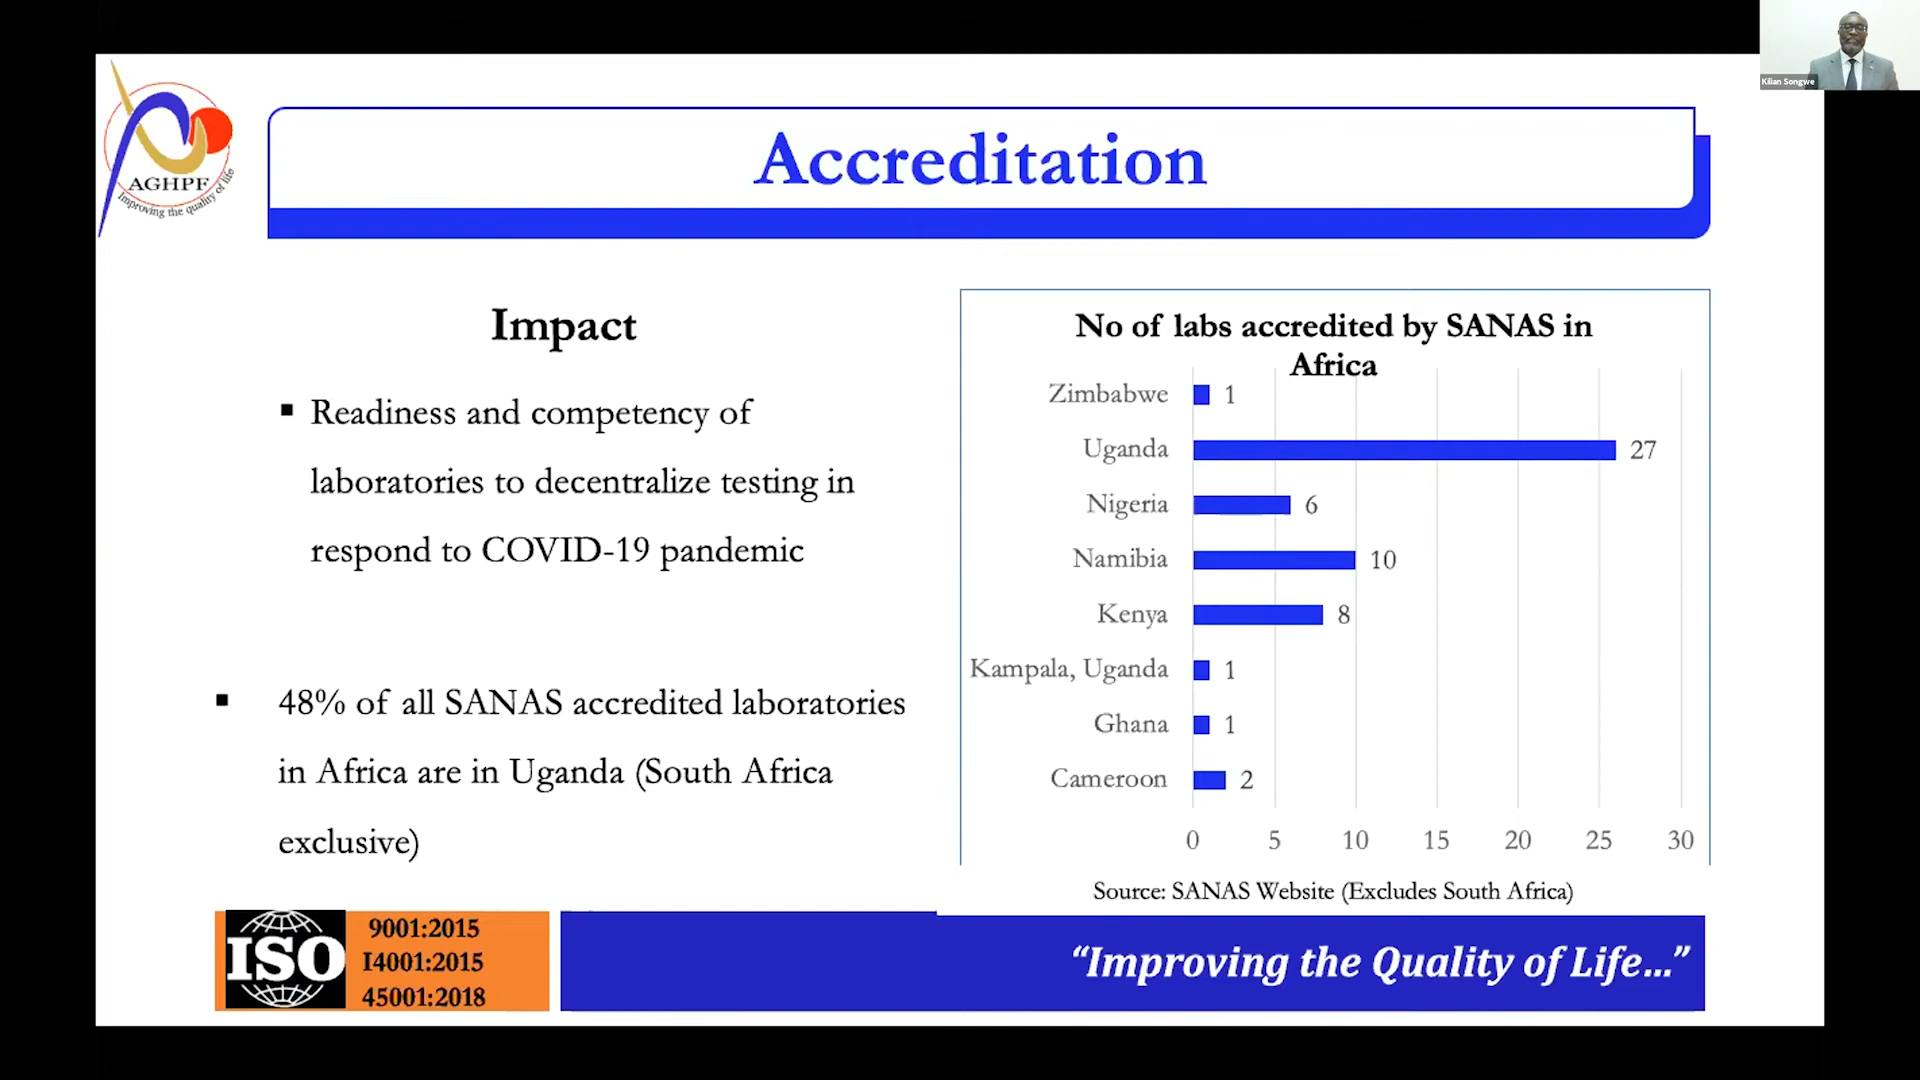 Kilian Songwe
AGHPF
Improving the quality of life
Accreditation
Impact
▪ Readiness and competency of
laboratories to decentralize testing in
respond to COVID-19 pandemic
▪ 48% of all SANAS accredited laboratories
in Africa are in Uganda (South Africa
exclusive)
No of labs accredited by SANAS in
Africa
Zimbabwe 1
Uganda 27
Nigeria 6
Namibia 10
Kenya 8
Kampala, Uganda 1
Ghana 1
Cameroon 2
0 5 10 15 20 25 30
Source: SANAS Website (Excludes South Africa)
ISO
9001:2015
14001:2015
45001:2018
“Improving the Quality of Life...”